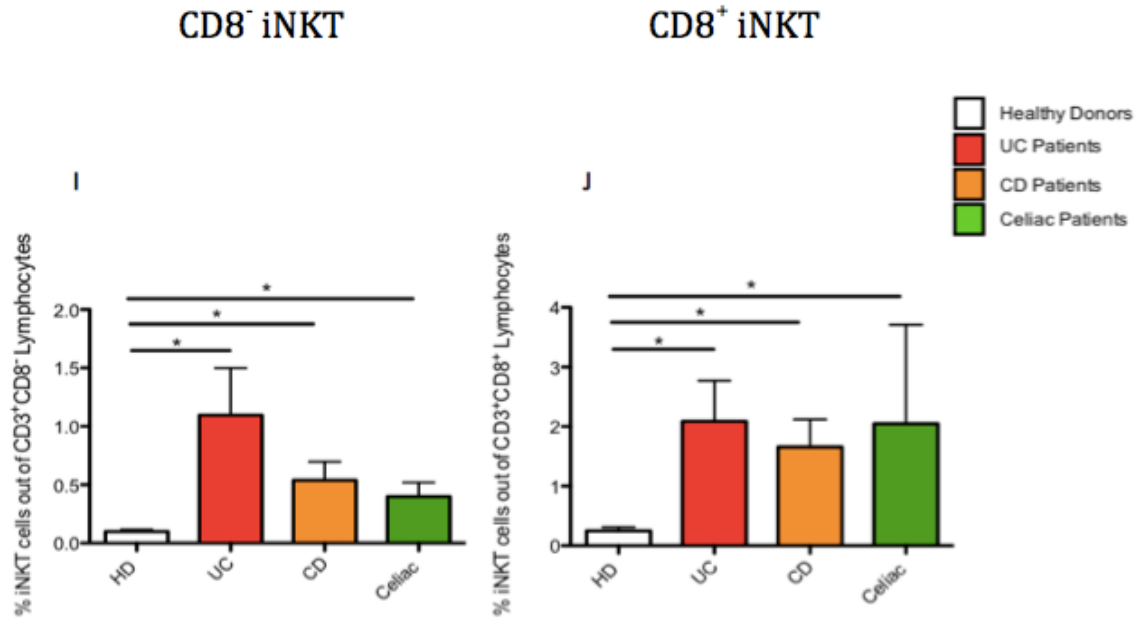 CD8⁻ iNKT
CD8⁺ iNKT
Healthy Donors
UC Patients
CD Patients
Celiac Patients
I
J
% iNKT cells out of CD3⁺CD8⁻ Lymphocytes
2.0
1.5
1.0
0.5
0.0
*
*
*
HD
UC
CD
Celiac
% iNKT cells out of CD3⁺CD8⁺ Lymphocytes
4
3
2
1
0
*
*
*
HD
UC
CD
Celiac